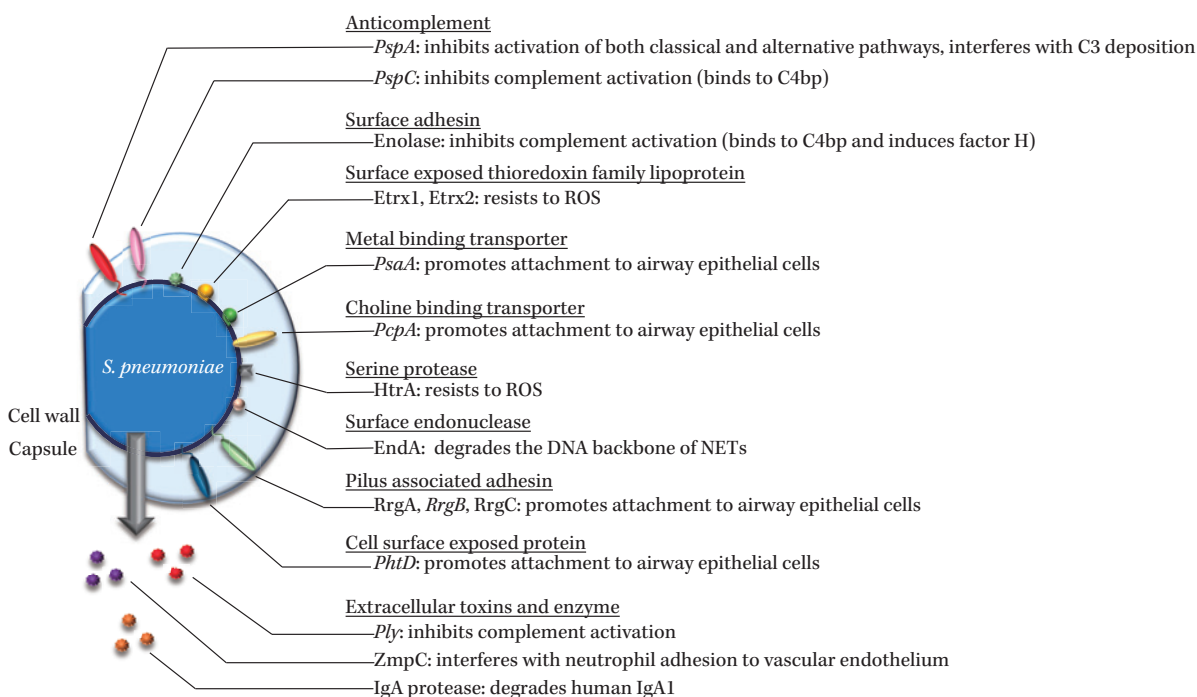 Anticomplement
PspA: inhibits activation of both classical and alternative pathways, interferes with C3 deposition
PspC: inhibits complement activation (binds to C4bp)
Surface adhesin
Enolase: inhibits complement activation (binds to C4bp and induces factor H)
Surface exposed thioredoxin family lipoprotein
Etrx1, Etrx2: resists to ROS
Metal binding transporter
PsaA: promotes attachment to airway epithelial cells
Choline binding transporter
PcpA: promotes attachment to airway epithelial cells
S. pneumoniae
Serine protease
HtrA: resists to ROS
Cell wall
Capsule
Surface endonuclease
EndA: degrades the DNA backbone of NETs
Pilus associated adhesin
RrgA, RrgB, RrgC: promotes attachment to airway epithelial cells
Cell surface exposed protein
PhtD: promotes attachment to airway epithelial cells
Extracellular toxins and enzyme
Ply: inhibits complement activation
ZmpC: interferes with neutrophil adhesion to vascular endothelium
IgA protease: degrades human IgA1